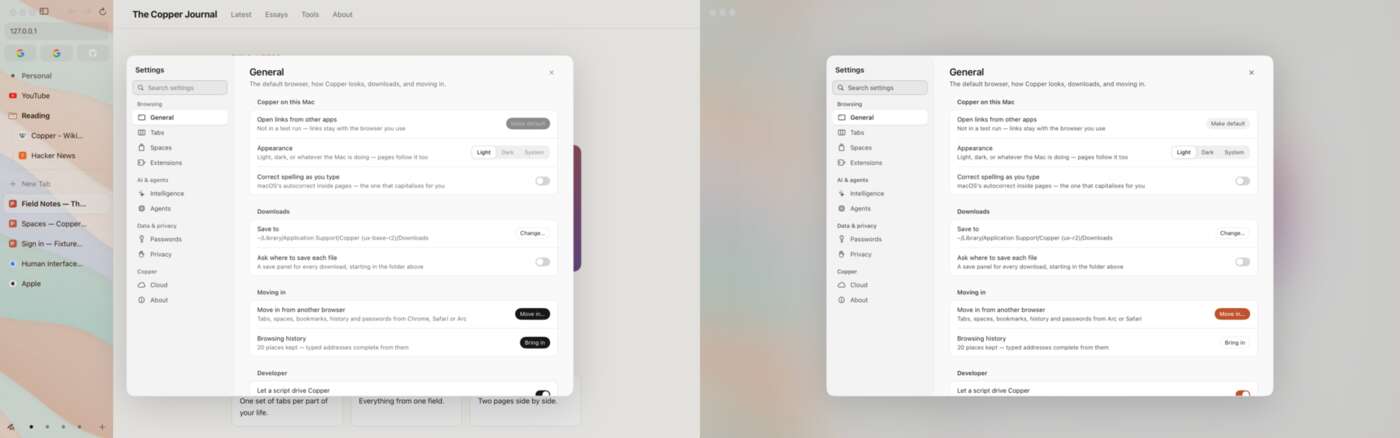 127.0.0.1
Personal
YouTube
Reading
Copper – Wiki...
Hacker News
New Tab
Field Notes — Th...
Spaces — Copper...
Sign in — Fixture...
Human Interface...
Apple
The Copper Journal
Latest
Essays
Tools
About
Settings
Search settings
Browsing
General
Tabs
Spaces
Extensions
AI & agents
Intelligence
Agents
Data & privacy
Passwords
Privacy
Copper
Cloud
About
General
The default browser, how Copper looks, downloads, and moving in.
Copper on this Mac
Open links from other apps
Not in a test run — links stay with the browser you use
Make default
Appearance
Light, dark, or whatever the Mac is doing — pages follow it too
Light Dark System
Correct spelling as you type
macOS's autocorrect inside pages — the one that capitalises for you
Downloads
Save to
~/Library/Application Support/Copper (ux-base-r2)/Downloads
Change...
Ask where to save each file
A save panel for every download, starting in the folder above
Moving in
Move in from another browser
Tabs, spaces, bookmarks, history and passwords from Chrome, Safari or Arc
Move in...
Browsing history
20 places kept — typed addresses complete from them
Bring in
Developer
Let a script drive Copper
One set of tabs per part of
your life.
Everything from one field.
Two pages side by side.
Settings
Search settings
Browsing
General
Tabs
Spaces
Extensions
AI & agents
Intelligence
Agents
Data & privacy
Passwords
Privacy
Copper
Cloud
About
General
The default browser, how Copper looks, downloads, and moving in.
Copper on this Mac
Open links from other apps
Not in a test run — links stay with the browser you use
Make default
Appearance
Light, dark, or whatever the Mac is doing — pages follow it too
Light Dark System
Correct spelling as you type
macOS's autocorrect inside pages — the one that capitalises for you
Downloads
Save to
~/Library/Application Support/Copper (ux-r2)/Downloads
Change...
Ask where to save each file
A save panel for every download, starting in the folder above
Moving in
Move in from another browser
Tabs, spaces, bookmarks, history and passwords from Arc or Safari
Move in...
Browsing history
20 places kept — typed addresses complete from them
Bring in
Developer
Let a script drive Copper